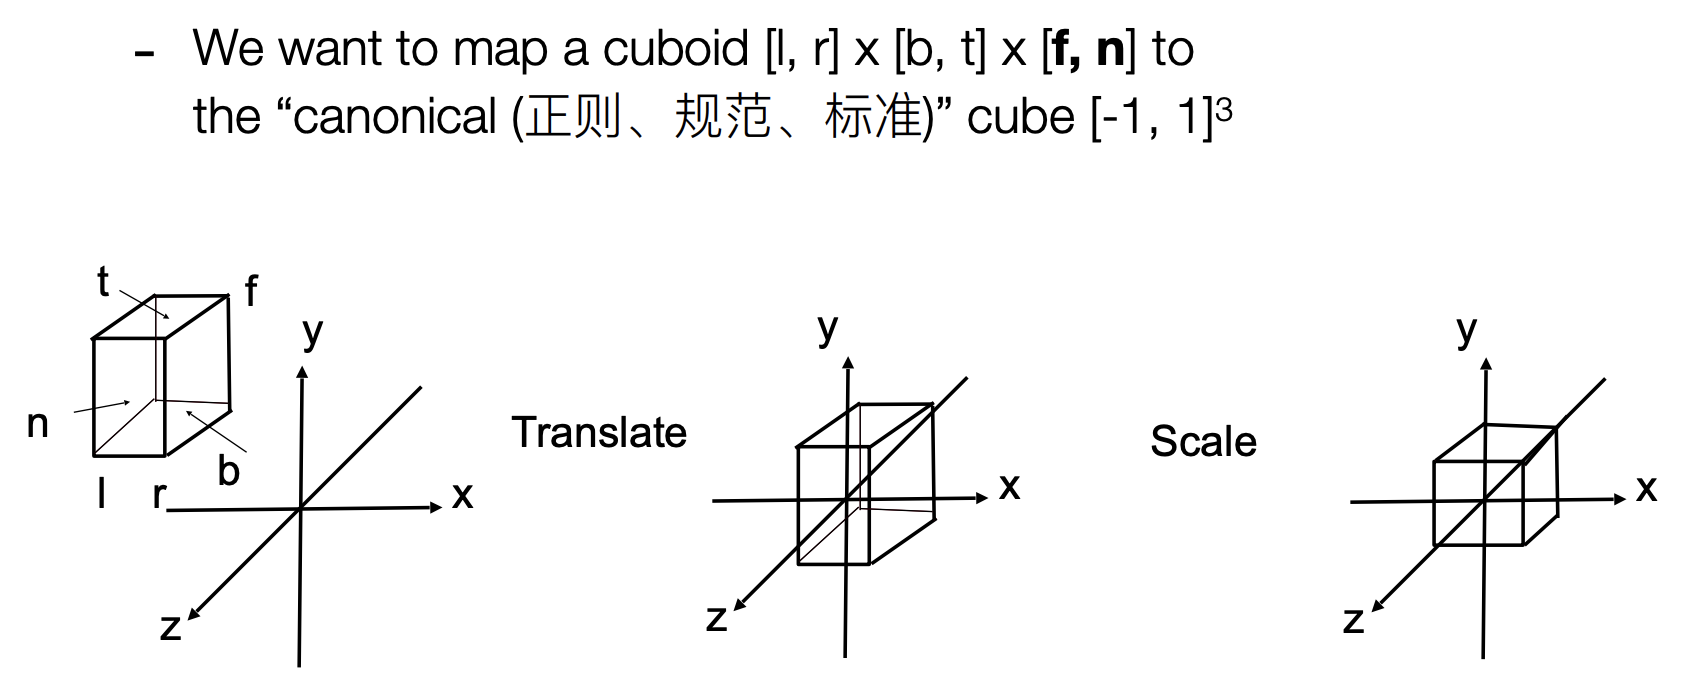 - We want to map a cuboid [l, r] x [b, t] x [f, n] to
the “canonical (正则、规范、标准)” cube [-1, 1]³
t
f
n
l
r
b
y
x
z
Translate
y
x
z
Scale
y
x
z